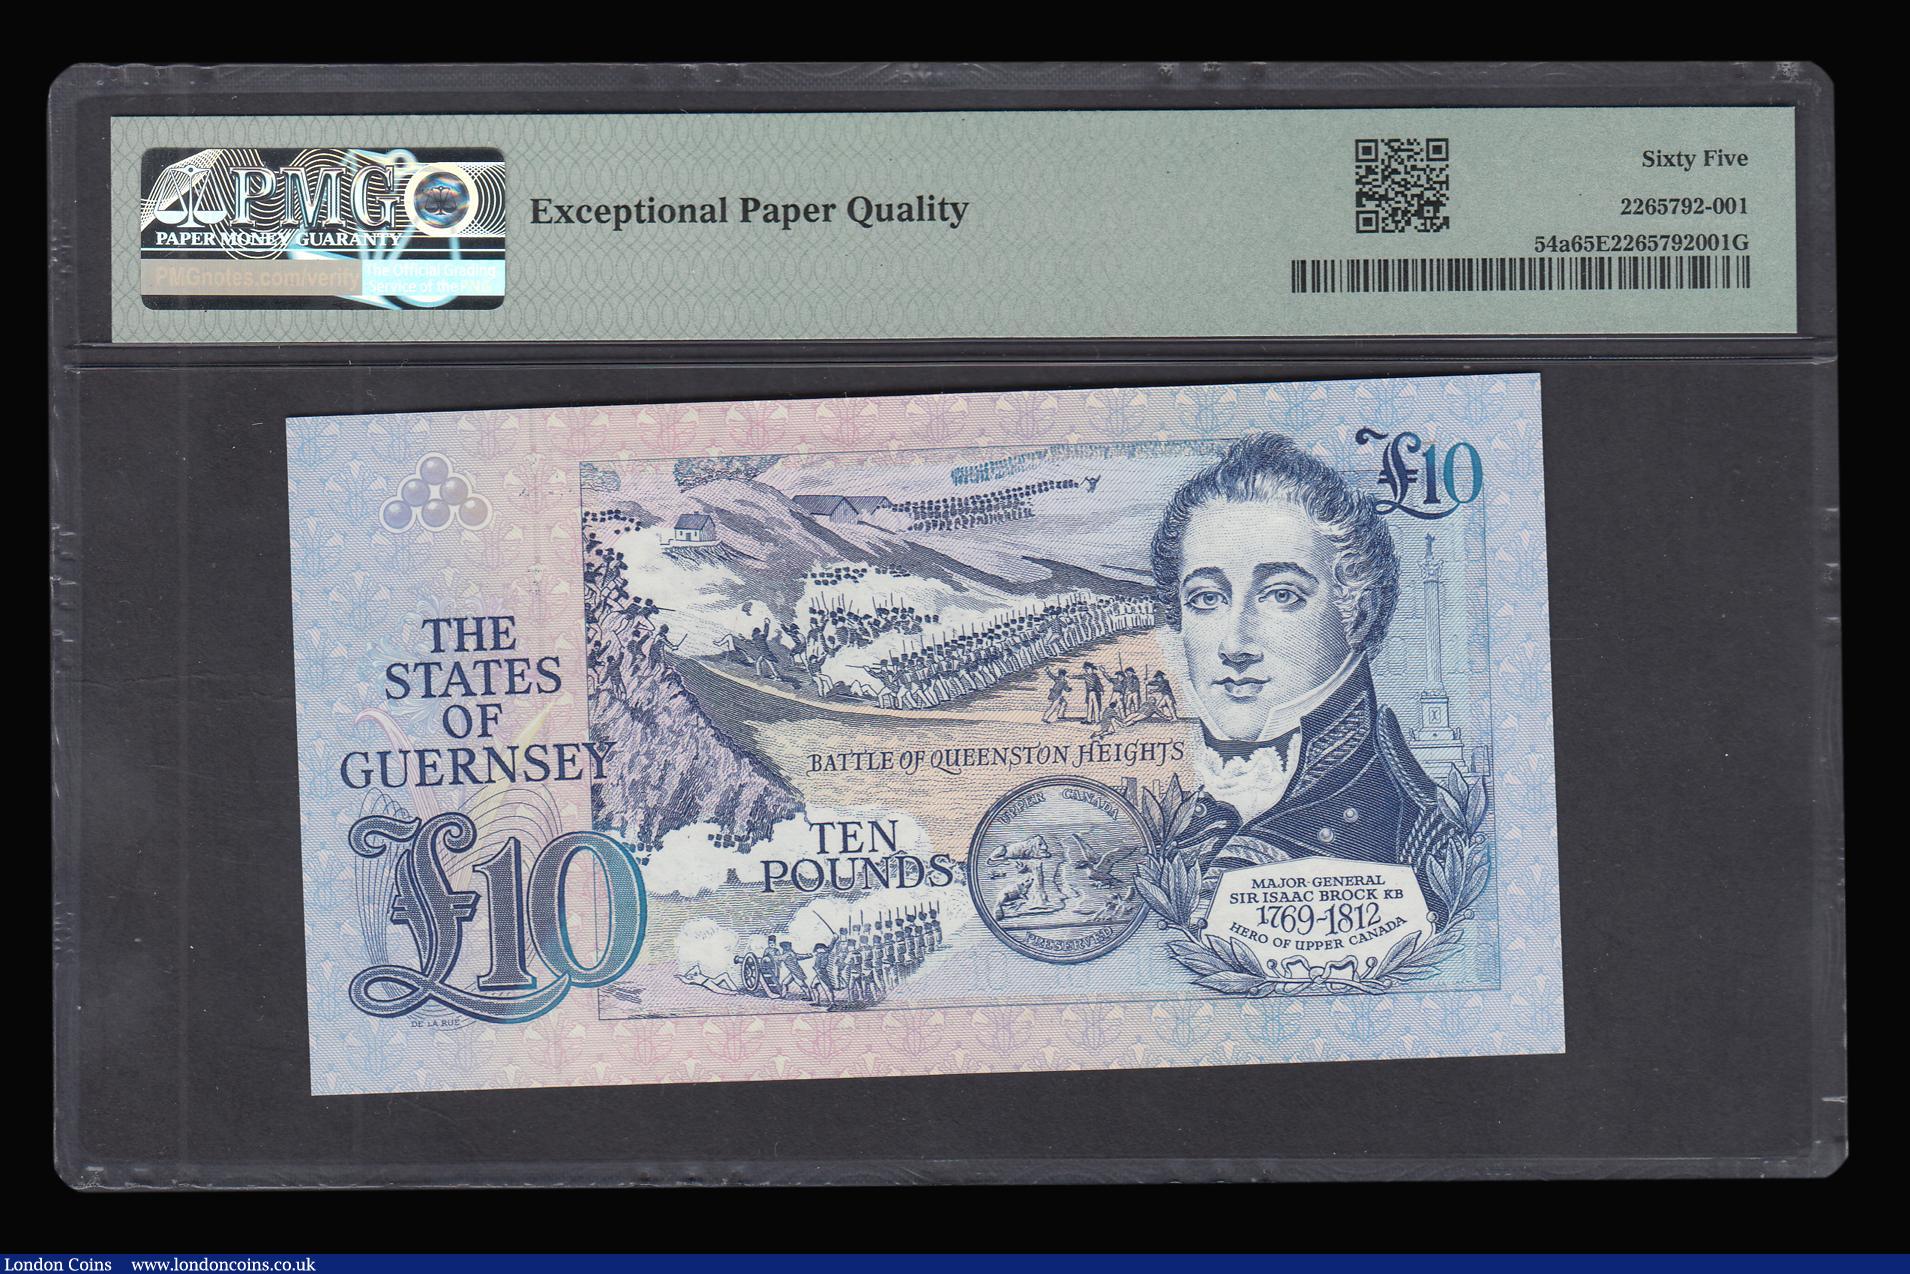 PMG
PAPER MONEY GUARANTY
PMGnotes.com/verify
The Official Grading
Service of the PNG
Exceptional Paper Quality
Sixty Five
2265792-001
54a65E2265792001G
£10
THE
STATES
OF
GUERNSEY
£10
DE LA RUE
BATTLE OF QUEENSTON HEIGHTS
TEN
POUNDS
UPPER CANADA
PRESERVED
MAJOR-GENERAL
SIR ISAAC BROCK KB
1769-1812
HERO OF UPPER CANADA
London Coins www.londoncoins.co.uk